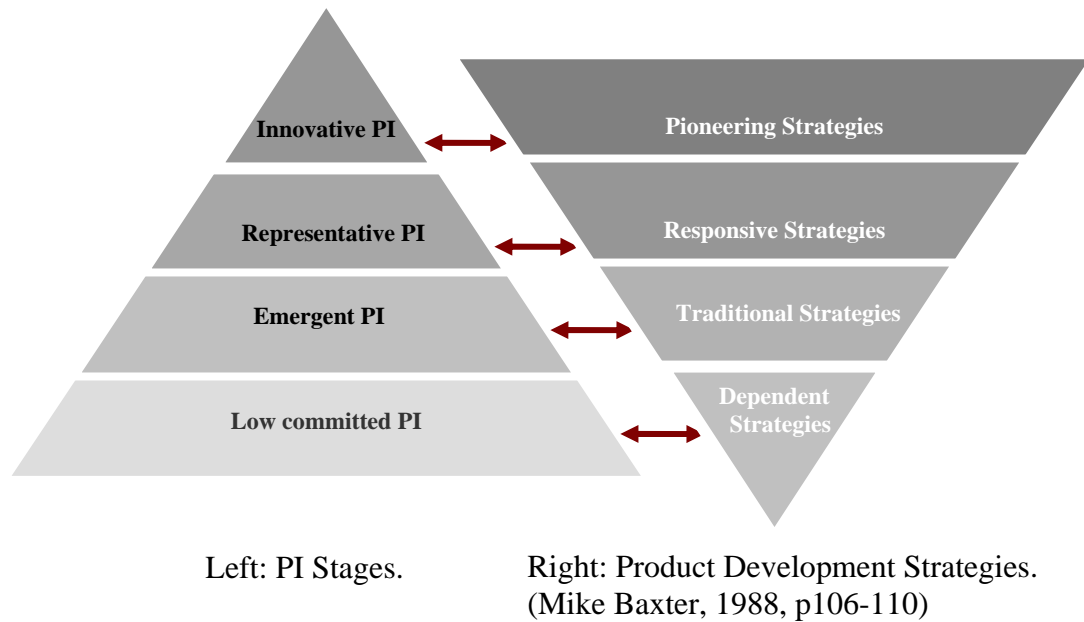 Innovative PI
Pioneering Strategies
Representative PI
Responsive Strategies
Emergent PI
Traditional Strategies
Low committed PI
Dependent
Strategies
Left: PI Stages.
Right: Product Development Strategies.
(Mike Baxter, 1988, p106-110)